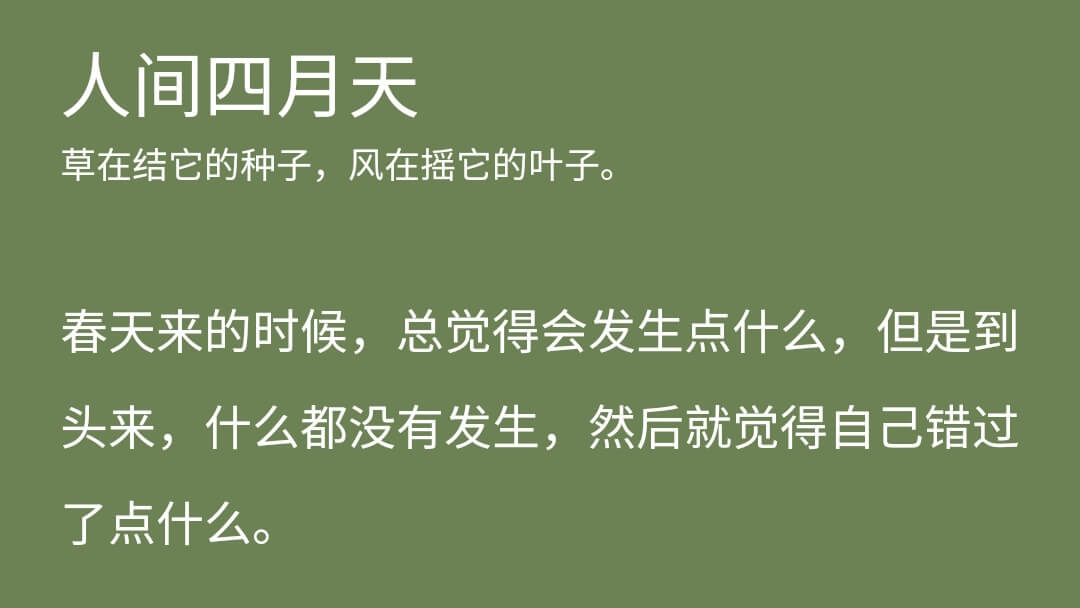 人间四月天
草在结它的种子，风在摇它的叶子。
春天来的时候，总觉得会发生点什么，但是到
头来，什么都没有发生，然后就觉得自己错过
了点什么。